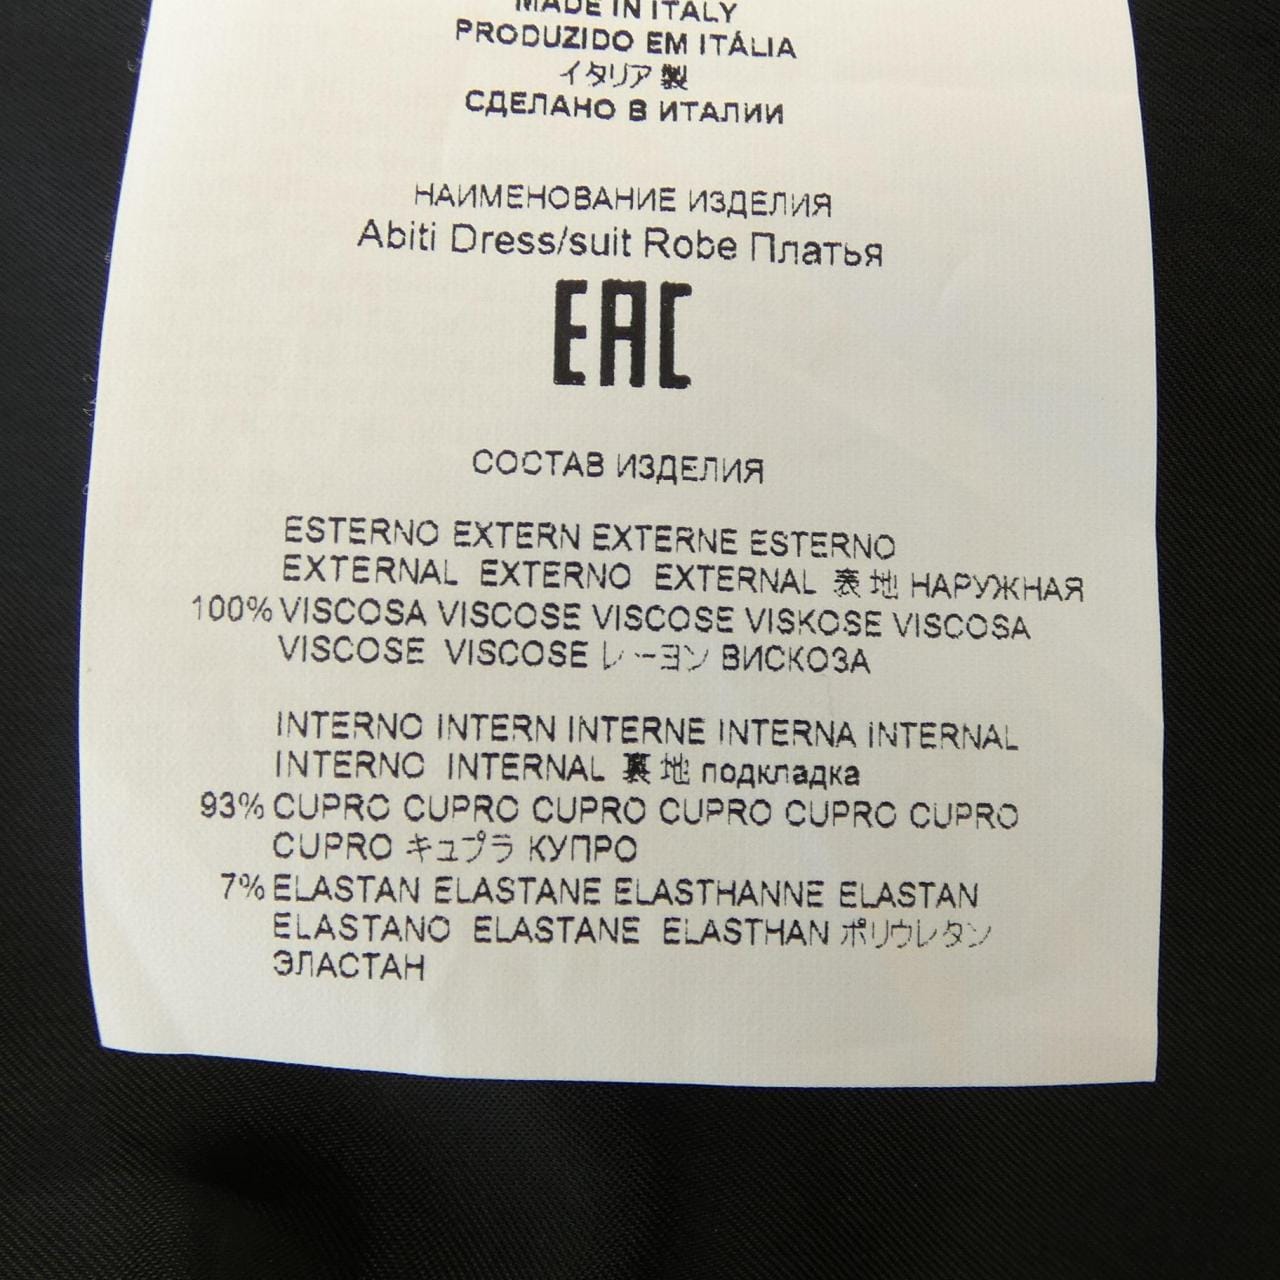 MADE IN ITALY
PRODUZIDO EM ITÁLIA
イタリア 製
СДЕЛАНО В ИТАЛИИ
НАИМЕНОВАНИЕ ИЗДЕЛИЯ
Abiti Dress/suit Robe Платья
EAC
СОСТАВ ИЗДЕЛИЯ
ESTERNO EXTERN EXTERNE ESTERNO
EXTERNAL EXTERNO EXTERNAL 表 地 НАРУЖНАЯ
100% VISCOSA VISCOSE VISCOSE VISKOSE VISCOSA
VISCOSE VISCOSE レーヨン ВИСКОЗА
INTERNO INTERN INTERNE INTERNA INTERNAL
INTERNO INTERNAL 裏 地 подкладка
93% CUPRO CUPRO CUPRO CUPRO CUPRO CUPRO
CUPRO キュプラ КУПРО
7% ELASTAN ELASTANE ELASTHANNE ELASTAN
ELASTANO ELASTANE ELASTHAN ポリウレタン
ЭЛАСТАН